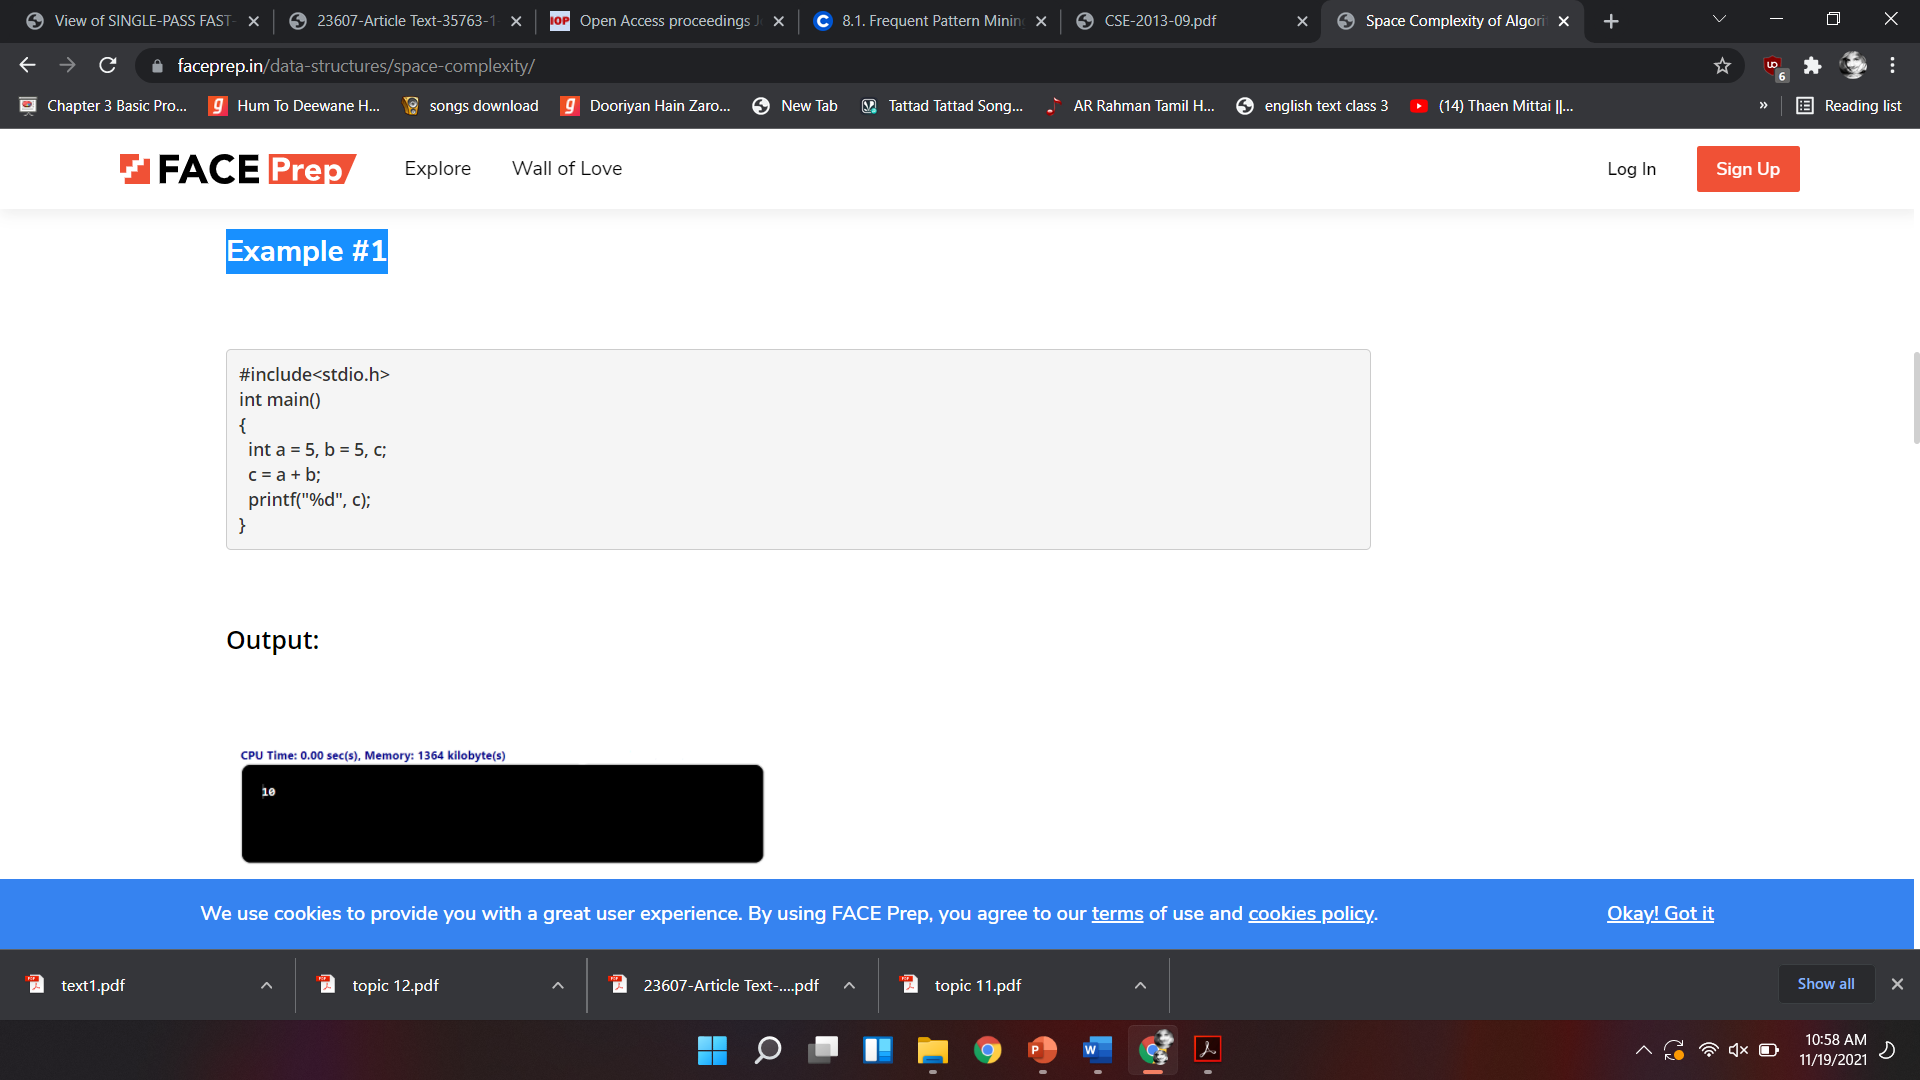 View of SINGLE-PASS FAST-
23607-Article Text-35763-1-
IOP Open Access proceedings Jo
8.1. Frequent Pattern Mining
CSE-2013-09.pdf
Space Complexity of Algori
faceprep.in/data-structures/space-complexity/
6
Chapter 3 Basic Pro...
Hum To Deewane H...
songs download
Dooriyan Hain Zaro...
New Tab
Tattad Tattad Song...
AR Rahman Tamil H...
english text class 3
(14) Thaen Mittai ||...
»
Reading list
FACE Prep
Explore
Wall of Love
Log In
Sign Up
Example #1
#include<stdio.h>
int main()
{
int a = 5, b = 5, c;
c = a + b;
printf("%d", c);
}
Output:
CPU Time: 0.00 sec(s), Memory: 1364 kilobyte(s)
10
We use cookies to provide you with a great user experience. By using FACE Prep, you agree to our terms of use and cookies policy.
Okay! Got it
text1.pdf
topic 12.pdf
23607-Article Text-....pdf
topic 11.pdf
Show all
10:58 AM
11/19/2021